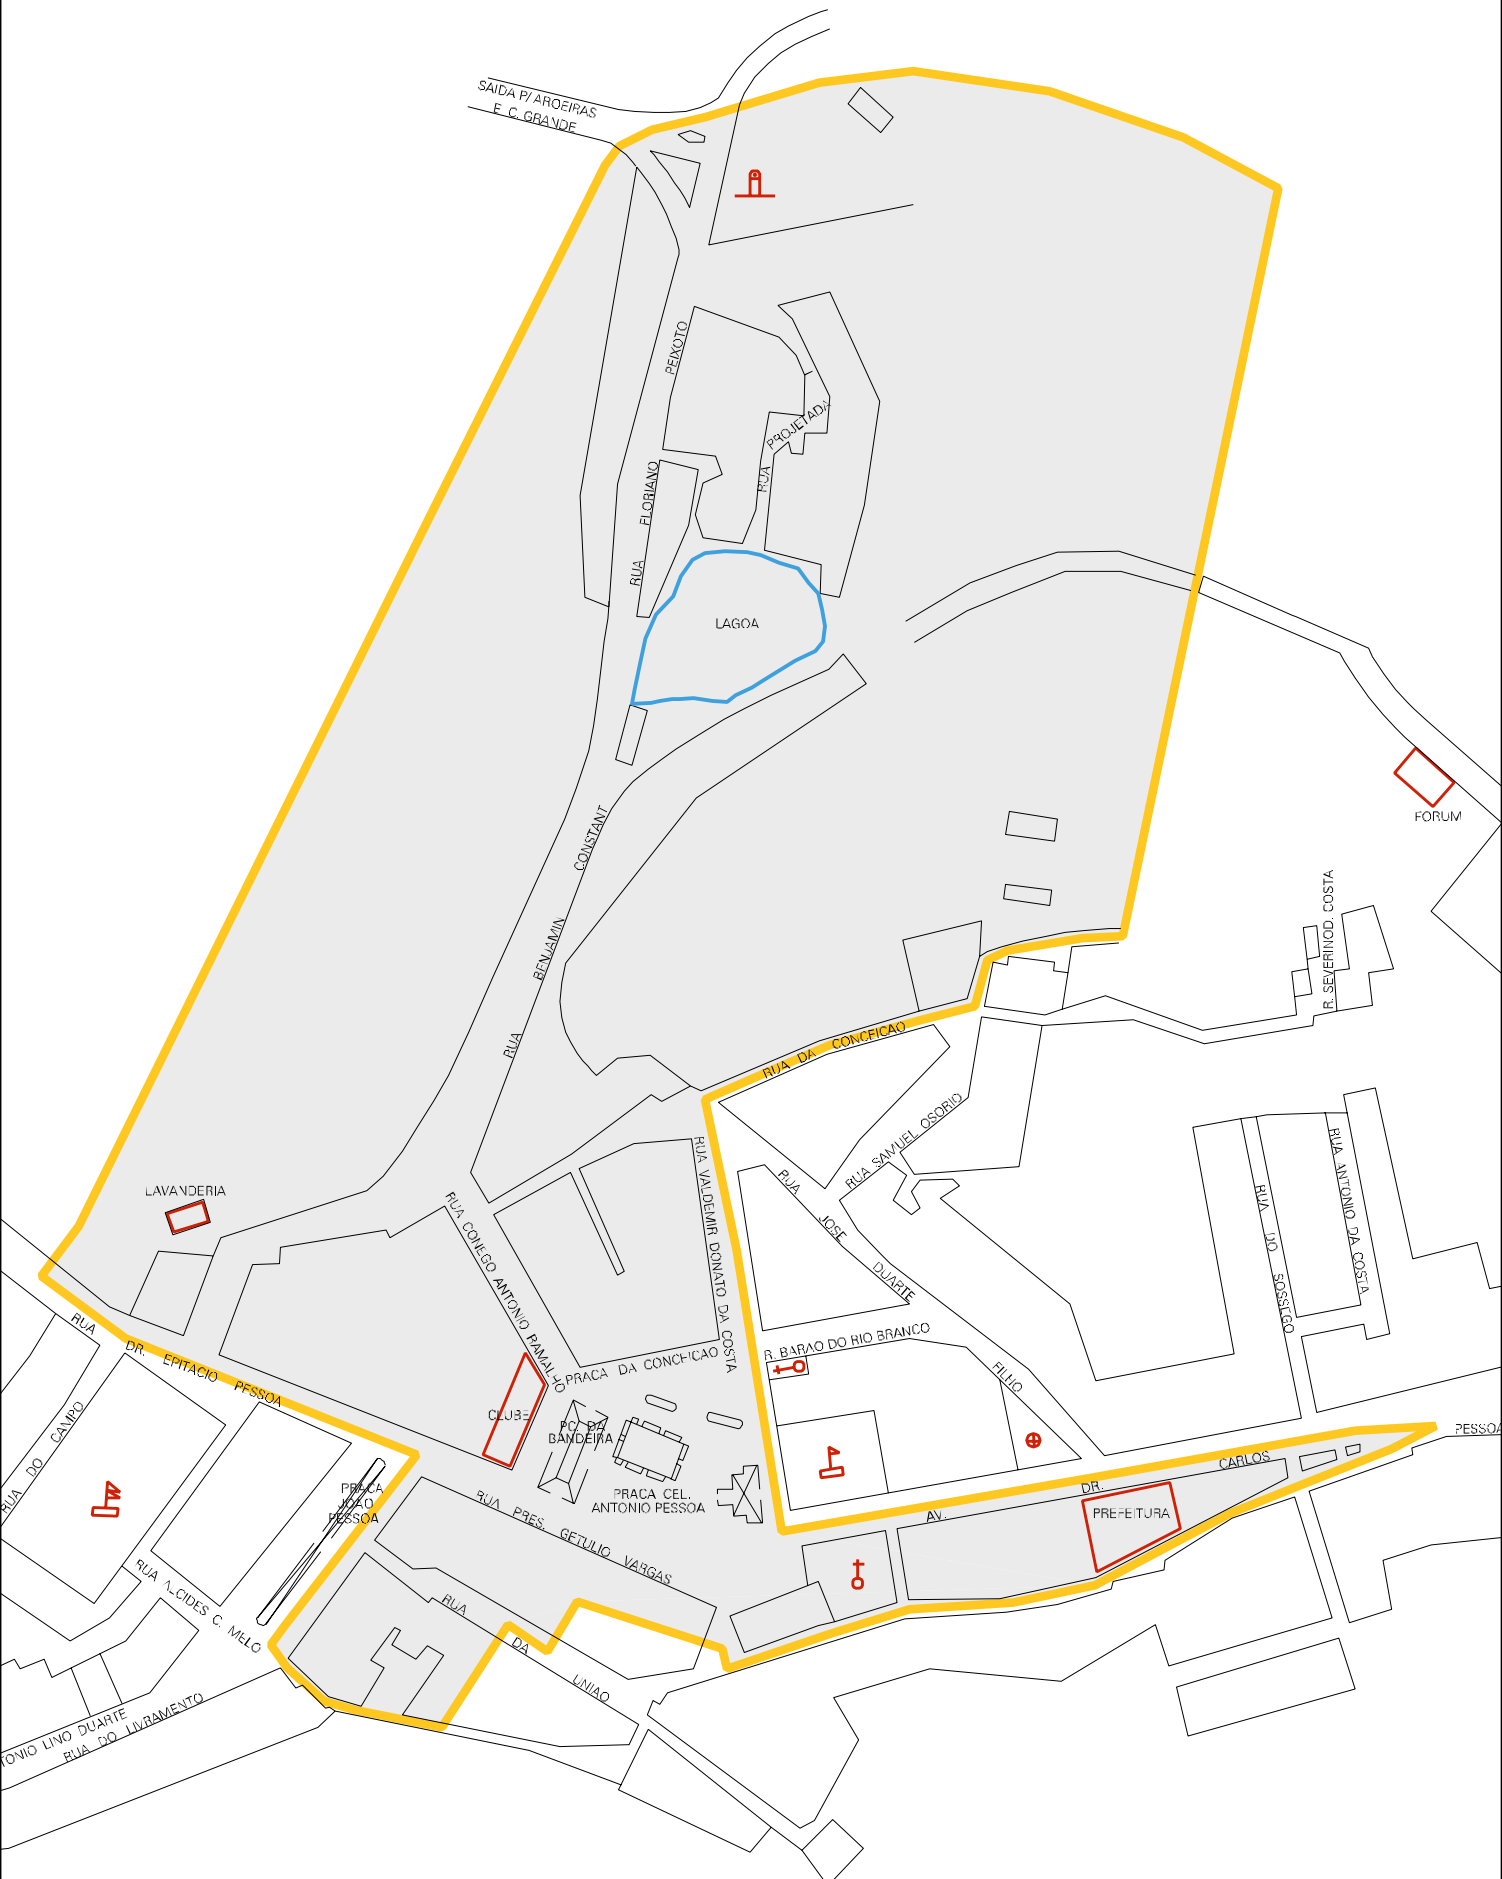 SAIDA P/ AROEIRAS
E C. GRANDE
PEIXOTO
PROJETADA
RUA
FLORIANO
RUA
LAGOA
FORUM
CONSTANT
BENJAMIN
RUA
R. SEVERINO D. COSTA
RUA DA CONCEICAO
RUA SAMUEL OSORIO
RUA VALDEMIR DONATO DA COSTA
RUA
JOSE
DUARTE
FILHO
RUA ANTONIO DA COSTA
RUA DO SOSSEGO
LAVANDERIA
RUA CONEGO ANTONIO RAMALHO
RUA
DR. EPITACIO PESSOA
R. BARAO DO RIO BRANCO
PRACA DA CONCEICAO
CLUBE
PC. DA
BANDEIRA
RUA DO CAMPO
PRACA
JOAO
PESSOA
PRACA CEL.
ANTONIO PESSOA
RUA PRES. GETULIO VARGAS
AV.
DR.
CARLOS
PESSOA
PREFEITURA
RUA ALCIDES C. MELO
RUA
DA
UNIAO
TONIO LINO DUARTE
RUA DO LIVRAMENTO